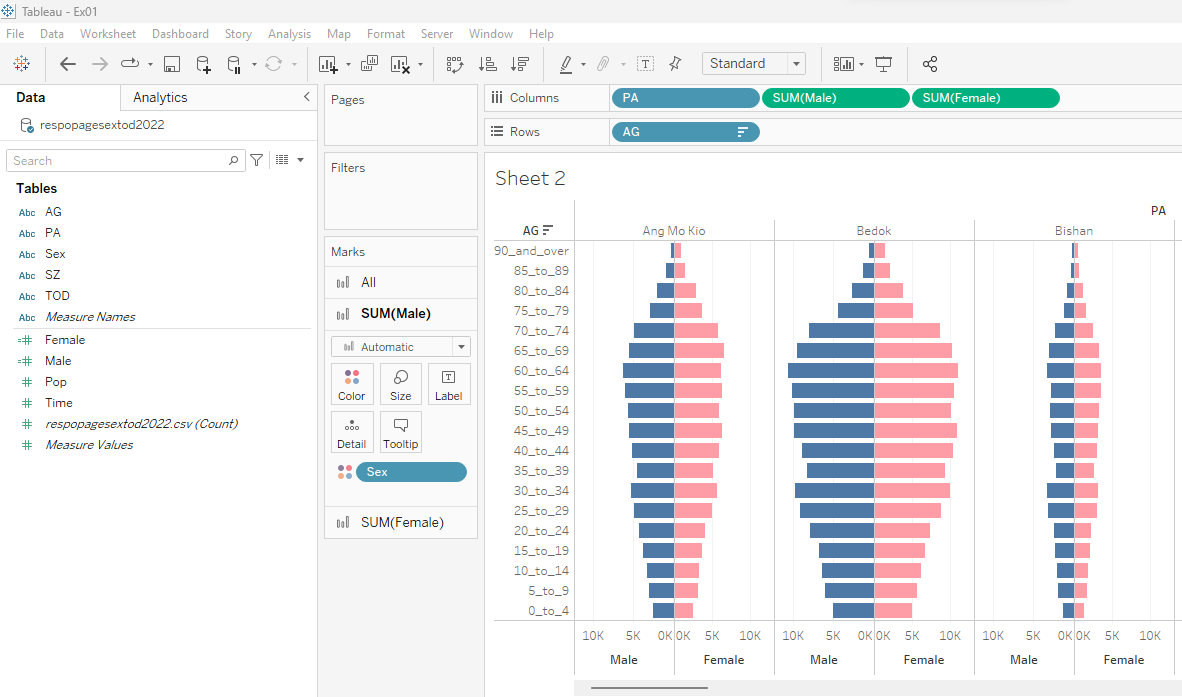 Tableau - Ex01
File Data Worksheet Dashboard Story Analysis Map Format Server Window Help
Standard
Data Analytics
respopagesextod2022
Search
Tables
Abc AG
Abc PA
Abc Sex
Abc SZ
Abc TOD
Abc Measure Names
Female
Male
Pop
Time
respopagesextod2022.csv (Count)
Measure Values
Pages
Filters
Marks
All
SUM(Male)
Automatic
Color Size Label
Detail Tooltip
Sex
SUM(Female)
Columns PA SUM(Male) SUM(Female)
Rows AG
Sheet 2
PA
AG Ang Mo Kio Bedok Bishan
90_and_over
85_to_89
80_to_84
75_to_79
70_to_74
65_to_69
60_to_64
55_to_59
50_to_54
45_to_49
40_to_44
35_to_39
30_to_34
25_to_29
20_to_24
15_to_19
10_to_14
5_to_9
0_to_4
10K 5K 0K 0K 5K 10K 10K 5K 0K 0K 5K 10K 10K 5K 0K 0K 5K 10K
Male Female Male Female Male Female